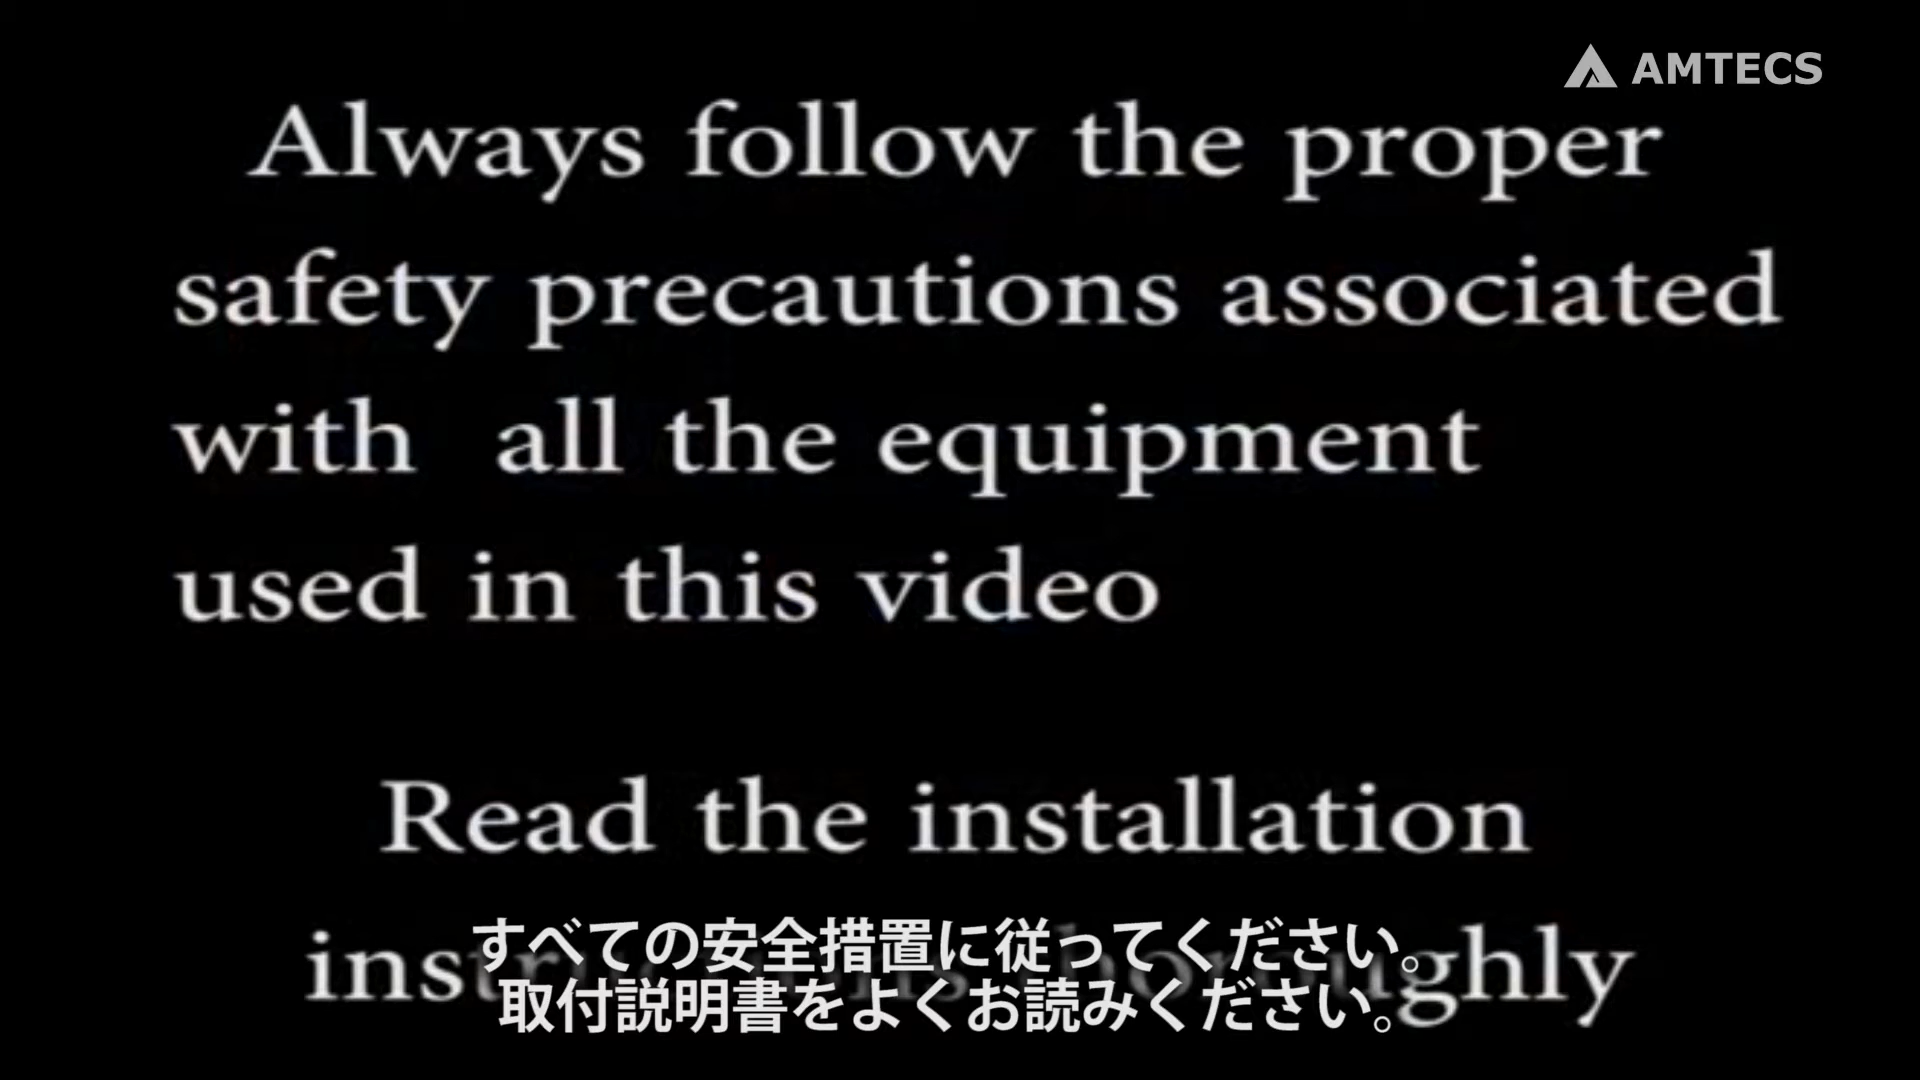 AMTECS
Always follow the proper
safety precautions associated
with all the equipment
used in this video
Read the installation
すべての安全措置に従ってください。
取付説明書をよくお読みください。